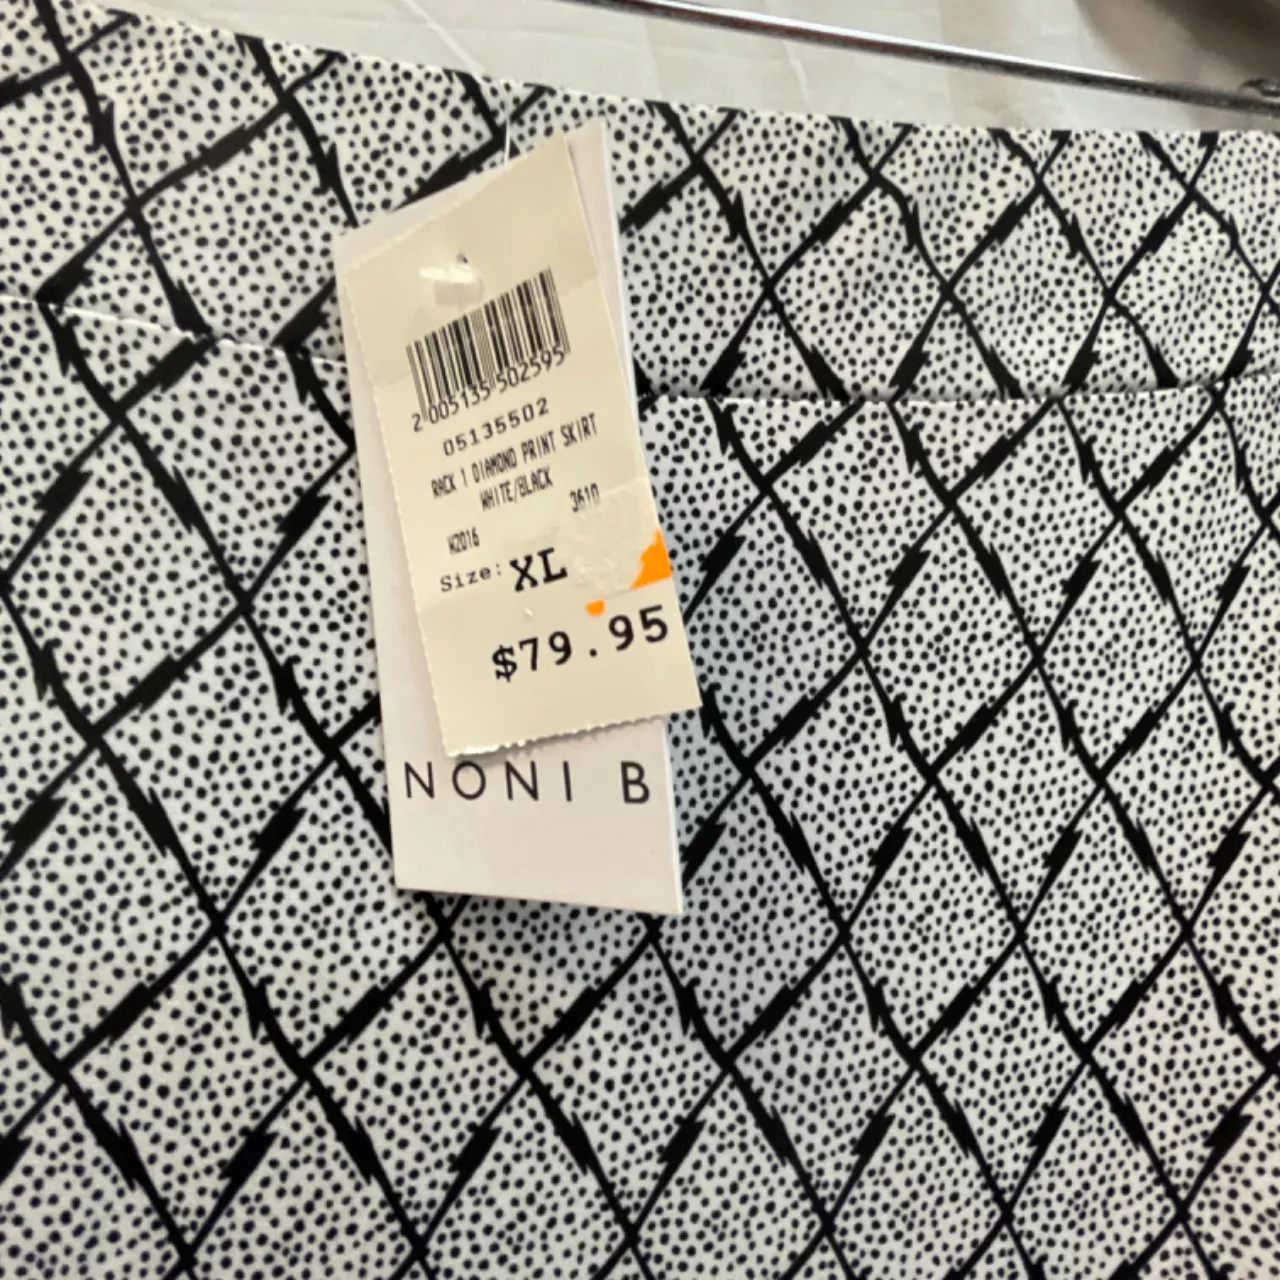 2 005135 502595
05135502
RACK 1 DIAMOND PRINT SKIRT
WHITE/BLACK
3610
W2016
Size: XL
$79.95
NONI B